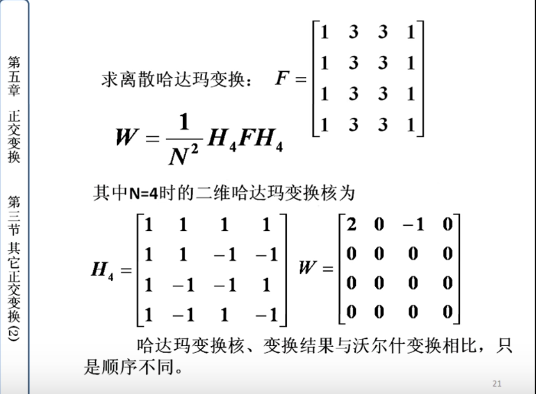 第五章 正交变换 第三节 其它正交变换(2)
求离散哈达玛变换: F = [1 3 3 1
1 3 3 1
1 3 3 1
1 3 3 1]
W = 1/N² H₄FH₄
其中N=4时的二维哈达玛变换核为
H₄ = [1 1 1 1
1 1 -1 -1
1 -1 -1 1
1 -1 1 -1]
W = [2 0 -1 0
0 0 0 0
0 0 0 0
0 0 0 0]
哈达玛变换核、变换结果与沃尔什变换相比,只
是顺序不同。
21